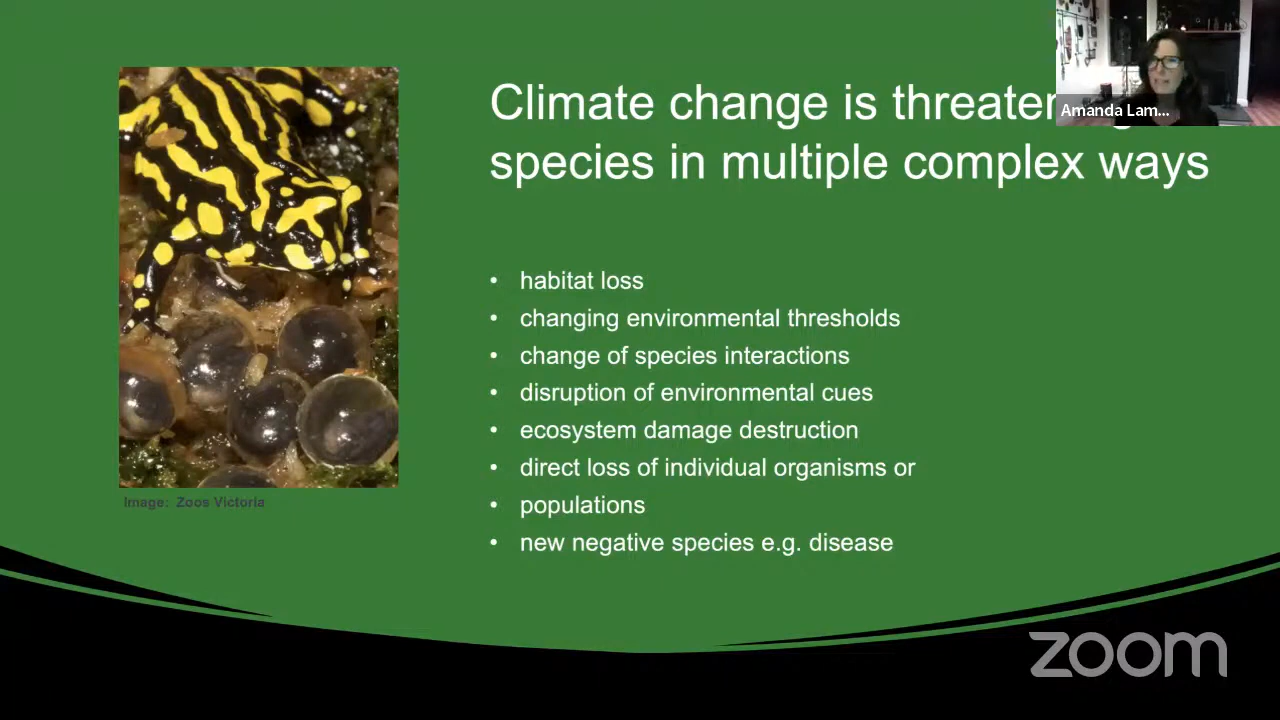 Climate change is threaten
species in multiple complex ways
Amanda Lam...
• habitat loss
• changing environmental thresholds
• change of species interactions
• disruption of environmental cues
• ecosystem damage destruction
• direct loss of individual organisms or
• populations
• new negative species e.g. disease
Image: Zoos Victoria
zoom